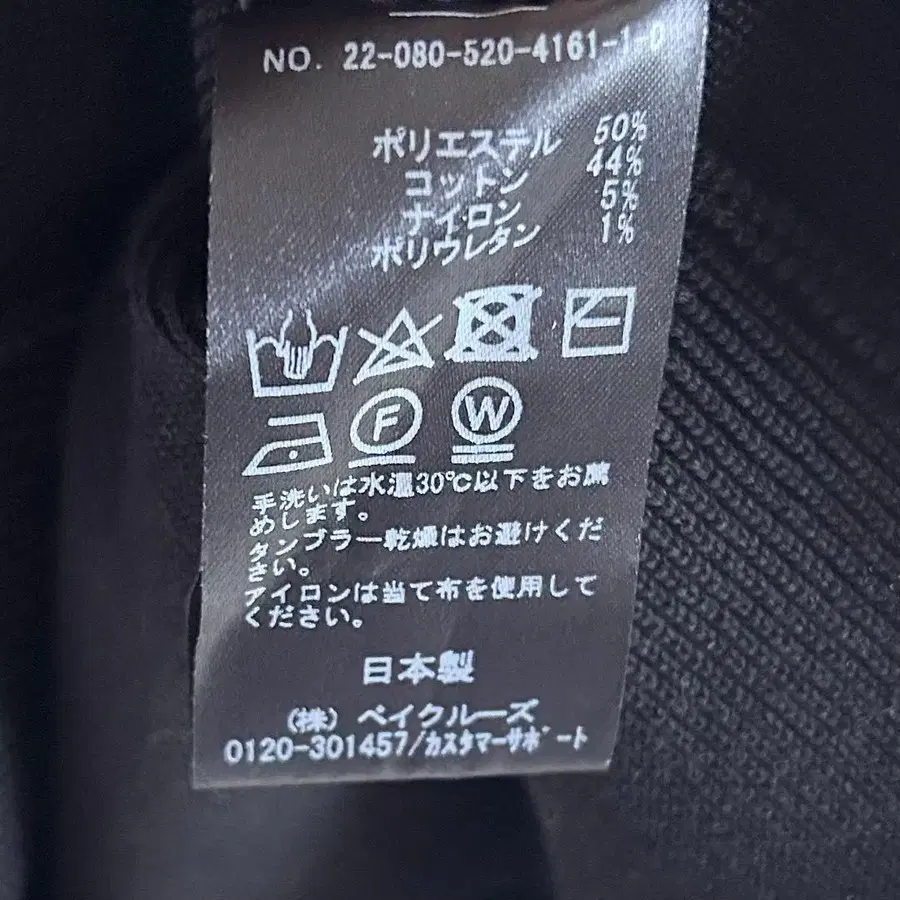 NO. 22-080-520-4161-1-0
ポリエステル 50%
コットン 44%
ナイロン 5%
ポリウレタン 1%
F W
手洗いは水温30℃以下をお薦
めします。
タンブラー乾燥はお避けくだ
さい。
アイロンは当て布を使用して
ください。
日本製
(株) ベイクルーズ
0120-301457/カスタマーサポート